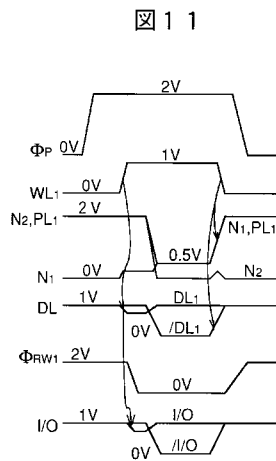 図11
2V
ΦP 0V
1V
WL1 0V
N2,PL1 2V
N1,PL1
0.5V
N1 0V
N2
DL 1V DL1
0V /DL1
ΦRW1 2V
0V
I/O 1V I/O
0V /I/O